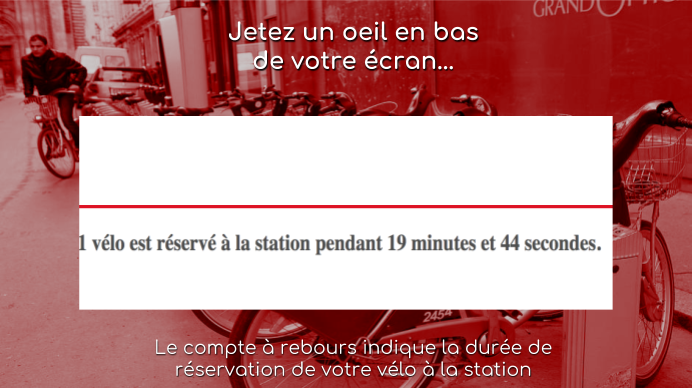 GRAND
Jetez un oeil en bas
de votre écran...
1 vélo est réservé à la station pendant 19 minutes et 44 secondes.
2454
Le compte à rebours indique la durée de
réservation de votre vélo à la station